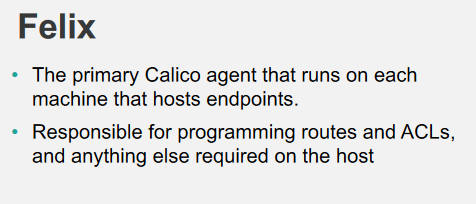 Felix
• The primary Calico agent that runs on each
machine that hosts endpoints.
• Responsible for programming routes and ACLs,
and anything else required on the host